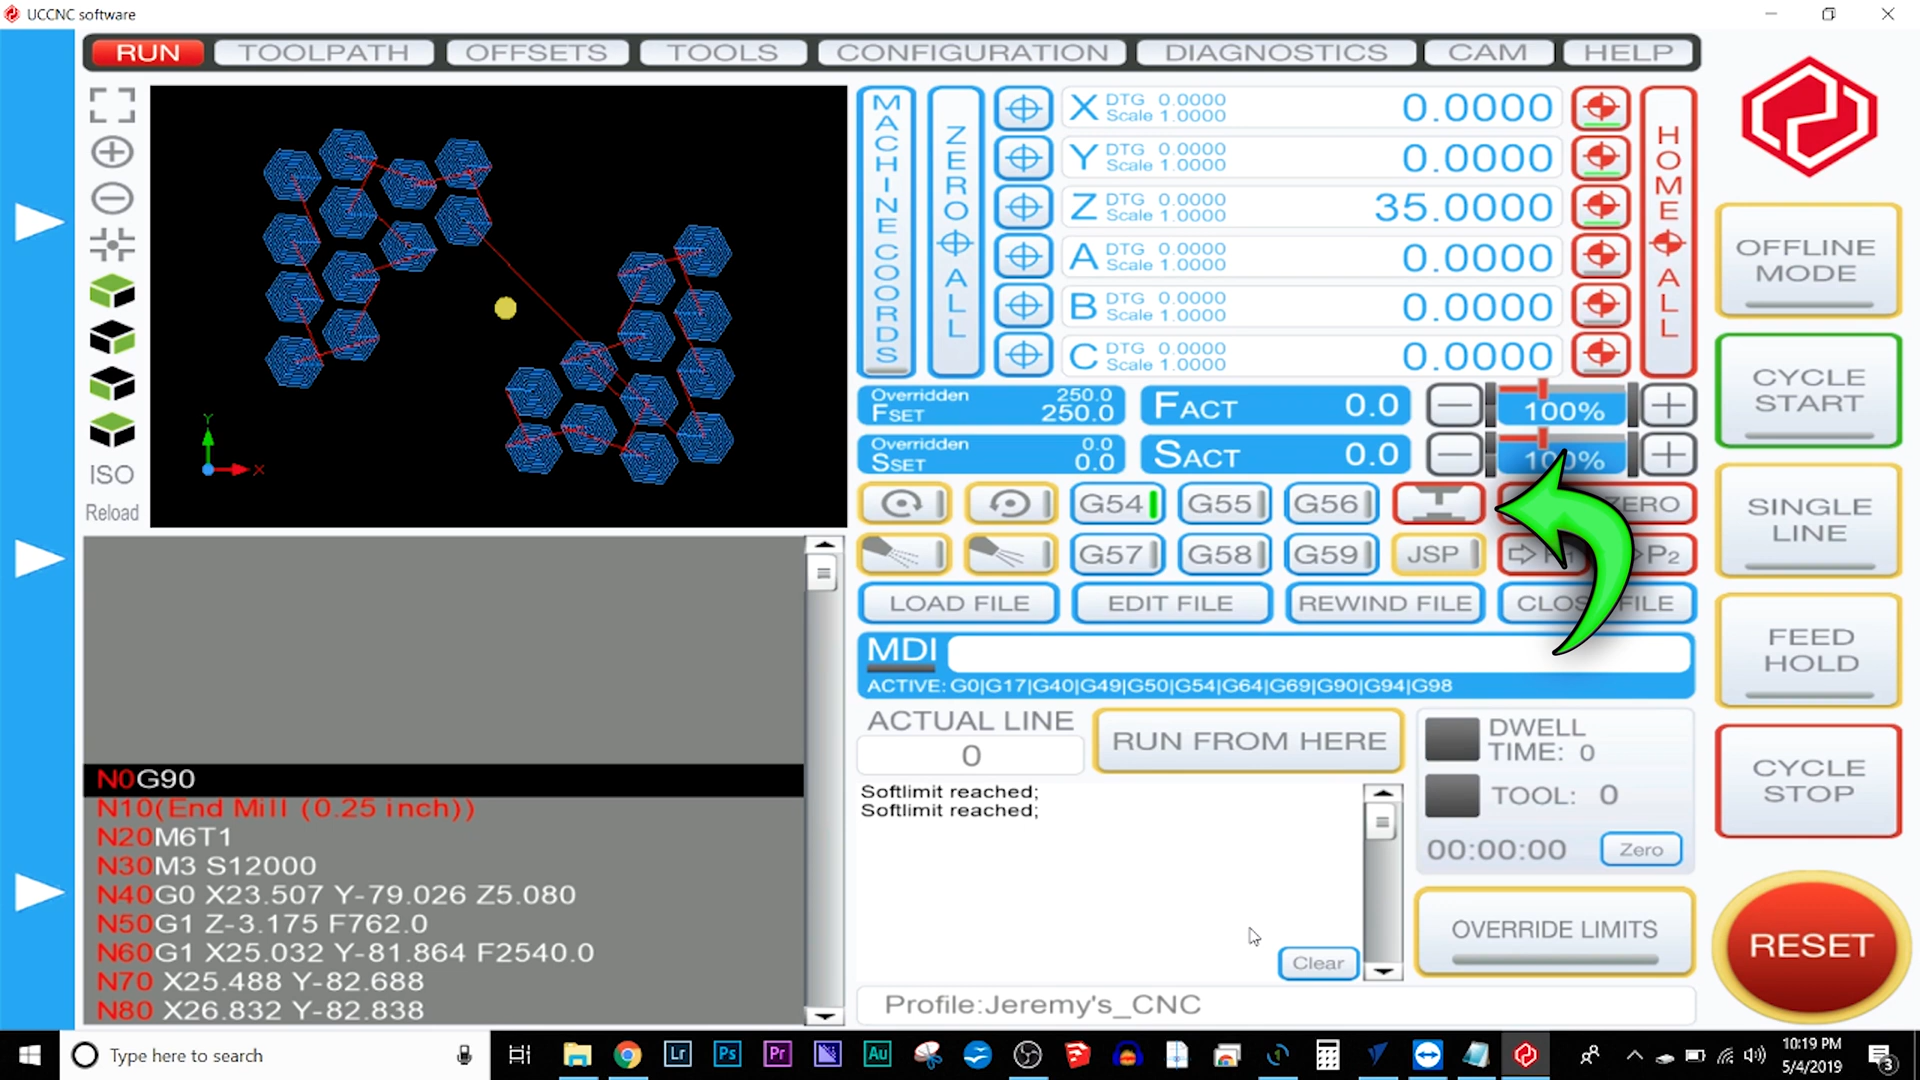 UCCNC software
RUN TOOLPATH OFFSETS TOOLS CONFIGURATION DIAGNOSTICS CAM HELP
ISO
Reload
Y
X
MACHINE COORDS
ZERO ALL
X DTG 0.0000 Scale 1.0000 0.0000
Y DTG 0.0000 Scale 1.0000 0.0000
Z DTG 0.0000 Scale 1.0000 35.0000
A DTG 0.0000 Scale 1.0000 0.0000
B DTG 0.0000 Scale 1.0000 0.0000
C DTG 0.0000 Scale 1.0000 0.0000
HOME ALL
Overridden 250.0
FSET 250.0
FACT 0.0
100%
Overridden 0.0
SSET 0.0
SACT 0.0
100%
G54 G55 G56 ZERO
G57 G58 G59 JSP P2
LOAD FILE EDIT FILE REWIND FILE CLOSE FILE
MDI
ACTIVE: G0|G17|G40|G49|G50|G54|G64|G69|G90|G94|G98
ACTUAL LINE
0
RUN FROM HERE
DWELL
TIME: 0
TOOL: 0
00:00:00 Zero
Softlimit reached;
Softlimit reached;
Clear
OVERRIDE LIMITS
Profile:Jeremy's_CNC
N0G90
N10(End Mill (0.25 inch))
N20M6T1
N30M3 S12000
N40G0 X23.507 Y-79.026 Z5.080
N50G1 Z-3.175 F762.0
N60G1 X25.032 Y-81.864 F2540.0
N70 X25.488 Y-82.688
N80 X26.832 Y-82.838
OFFLINE
MODE
CYCLE
START
SINGLE
LINE
FEED
HOLD
CYCLE
STOP
RESET
Type here to search
Lr Ps Pr Au
10:19 PM
5/4/2019
3